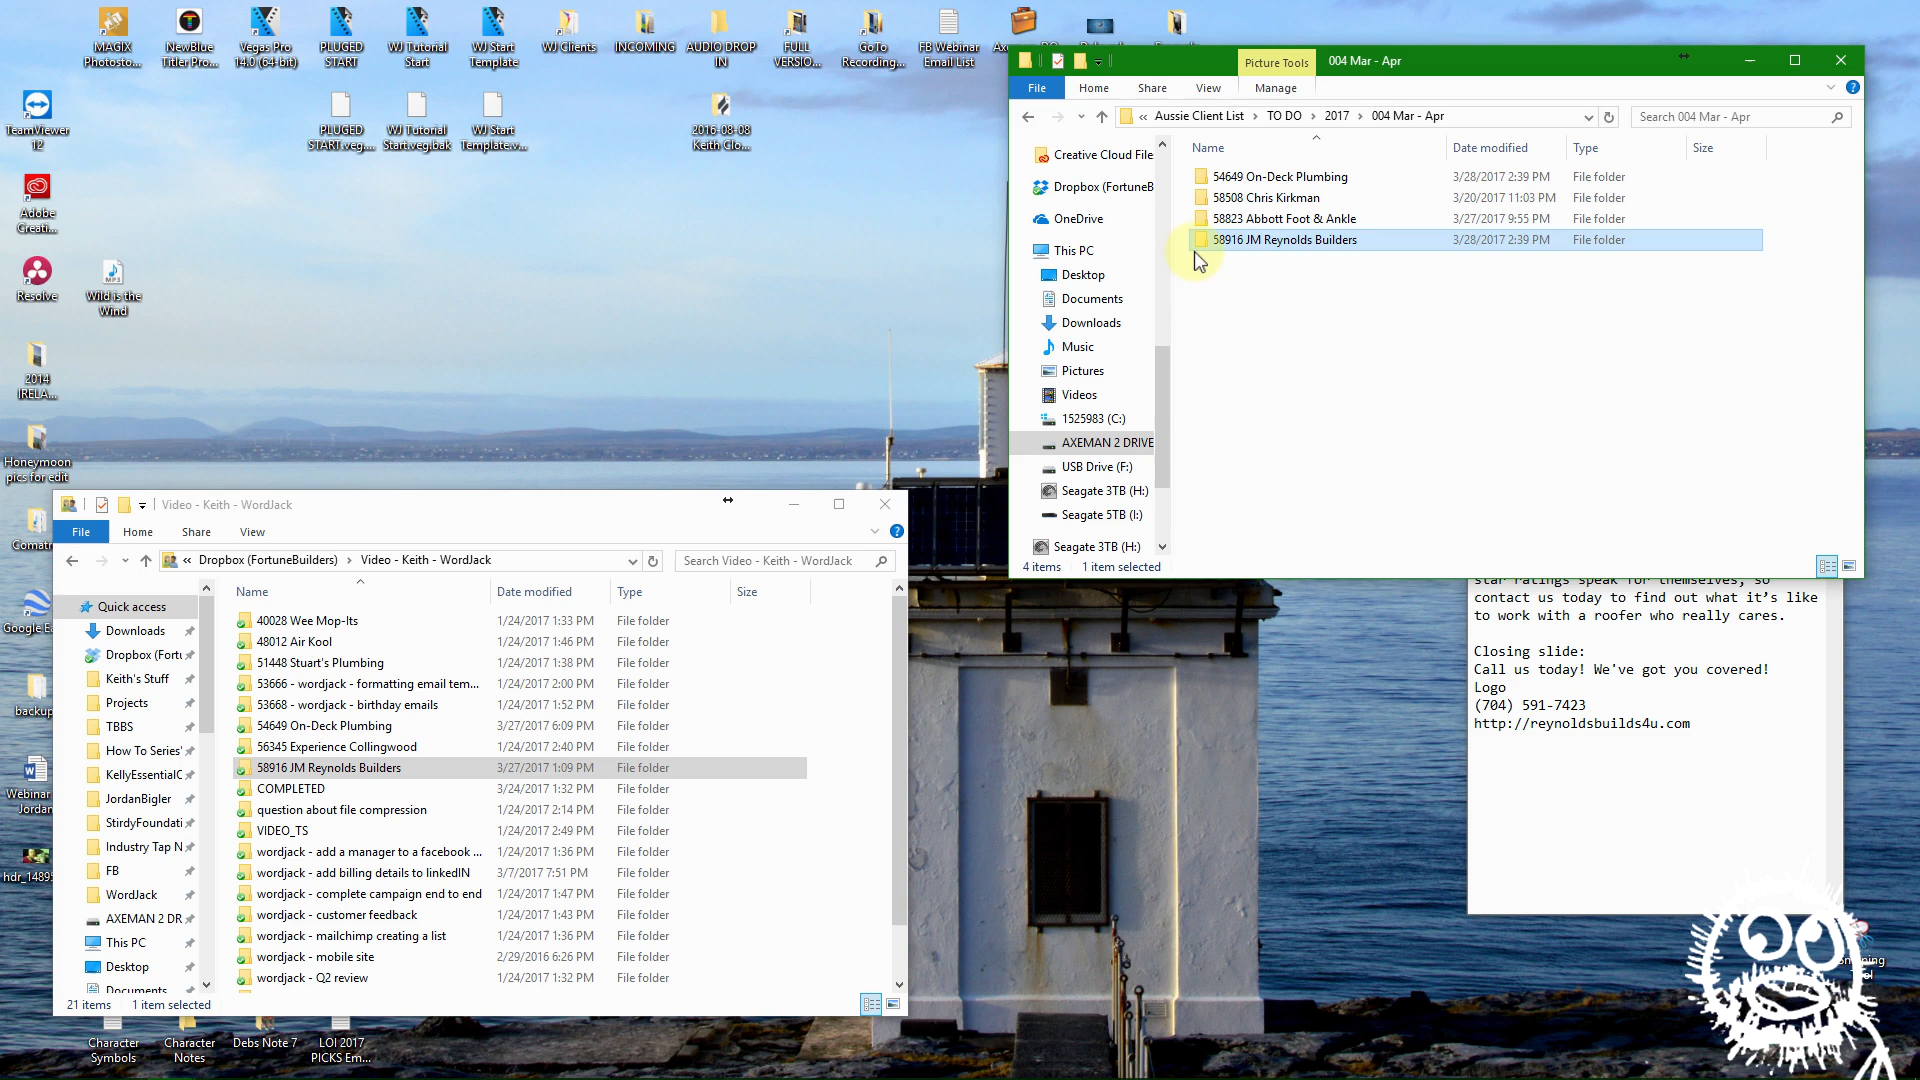 MAGIX
Photosto...
NewBlue
Titler Pro...
Vegas Pro
14.0 (64-bit)
PLUGED
START
WJ Tutorial
Start
WJ Start
Template
WJ Clients
INCOMING
AUDIO DROP
IN
FULL
VERSIO...
GoTo
Recording...
FB Webinar
Email List
TeamViewer
12
PLUGED
START.veg....
WJ Tutorial
Start.veg.bak
WJ Start
Template.v...
2016-08-08
Keith Clo...
Adobe
Creati...
Resolve
Wild is the
Wind
2014
IRELA...
Honeymoon
pics for edit
Google Ea
backup
Webinar
Jordan
hdr_1489
Character
Symbols
Character
Notes
Debs Note 7
LOI 2017
PICKS Em...
Picture Tools
004 Mar - Apr
File
Home
Share
View
Manage
Aussie Client List
TO DO
2017
004 Mar - Apr
Search 004 Mar - Apr
Creative Cloud File
Dropbox (FortuneB
OneDrive
This PC
Desktop
Documents
Downloads
Music
Pictures
Videos
1525983 (C:)
AXEMAN 2 DRIVE
USB Drive (F:)
Seagate 3TB (H:)
Seagate 5TB (I:)
Seagate 3TB (H:)
Name Date modified Type Size
54649 On-Deck Plumbing 3/28/2017 2:39 PM File folder
58508 Chris Kirkman 3/20/2017 11:03 PM File folder
58823 Abbott Foot & Ankle 3/27/2017 9:55 PM File folder
58916 JM Reynolds Builders 3/28/2017 2:39 PM File folder
4 items 1 item selected
Video - Keith - WordJack
File
Home
Share
View
Dropbox (FortuneBuilders)
Video - Keith - WordJack
Search Video - Keith - WordJack
Quick access
Downloads
Dropbox (Fortu
Keith's Stuff
Projects
TBBS
How To Series'
KellyEssentialC
JordanBigler
StirdyFoundati
Industry Tap N
FB
WordJack
AXEMAN 2 DR
This PC
Desktop
Documents
Name Date modified Type Size
40028 Wee Mop-Its 1/24/2017 1:33 PM File folder
48012 Air Kool 1/24/2017 1:46 PM File folder
51448 Stuart's Plumbing 1/24/2017 1:38 PM File folder
53666 - wordjack - formatting email tem... 1/24/2017 2:00 PM File folder
53668 - wordjack - birthday emails 1/24/2017 1:52 PM File folder
54649 On-Deck Plumbing 3/27/2017 6:09 PM File folder
56345 Experience Collingwood 1/24/2017 2:40 PM File folder
58916 JM Reynolds Builders 3/27/2017 1:09 PM File folder
COMPLETED 3/24/2017 1:32 PM File folder
question about file compression 1/24/2017 2:14 PM File folder
VIDEO_TS 1/24/2017 2:49 PM File folder
wordjack - add a manager to a facebook ... 1/24/2017 1:36 PM File folder
wordjack - add billing details to linkedIN 3/7/2017 7:51 PM File folder
wordjack - complete campaign end to end 1/24/2017 1:47 PM File folder
wordjack - customer feedback 1/24/2017 1:43 PM File folder
wordjack - mailchimp creating a list 1/24/2017 1:36 PM File folder
wordjack - mobile site 2/29/2016 6:26 PM File folder
wordjack - Q2 review 1/24/2017 1:32 PM File folder
21 items 1 item selected
star ratings speak for themselves, so
contact us today to find out what it's like
to work with a roofer who really cares.
Closing slide:
Call us today! We've got you covered!
Logo
(704) 591-7423
http://reynoldsbuilds4u.com